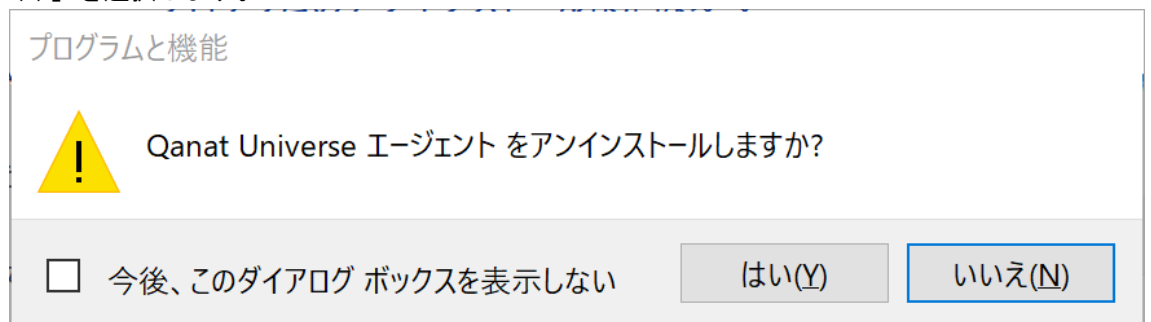 プログラムと機能
Qanat Universe エージェント をアンインストールしますか?
今後、このダイアログ ボックスを表示しない
はい(Y)
いいえ(N)